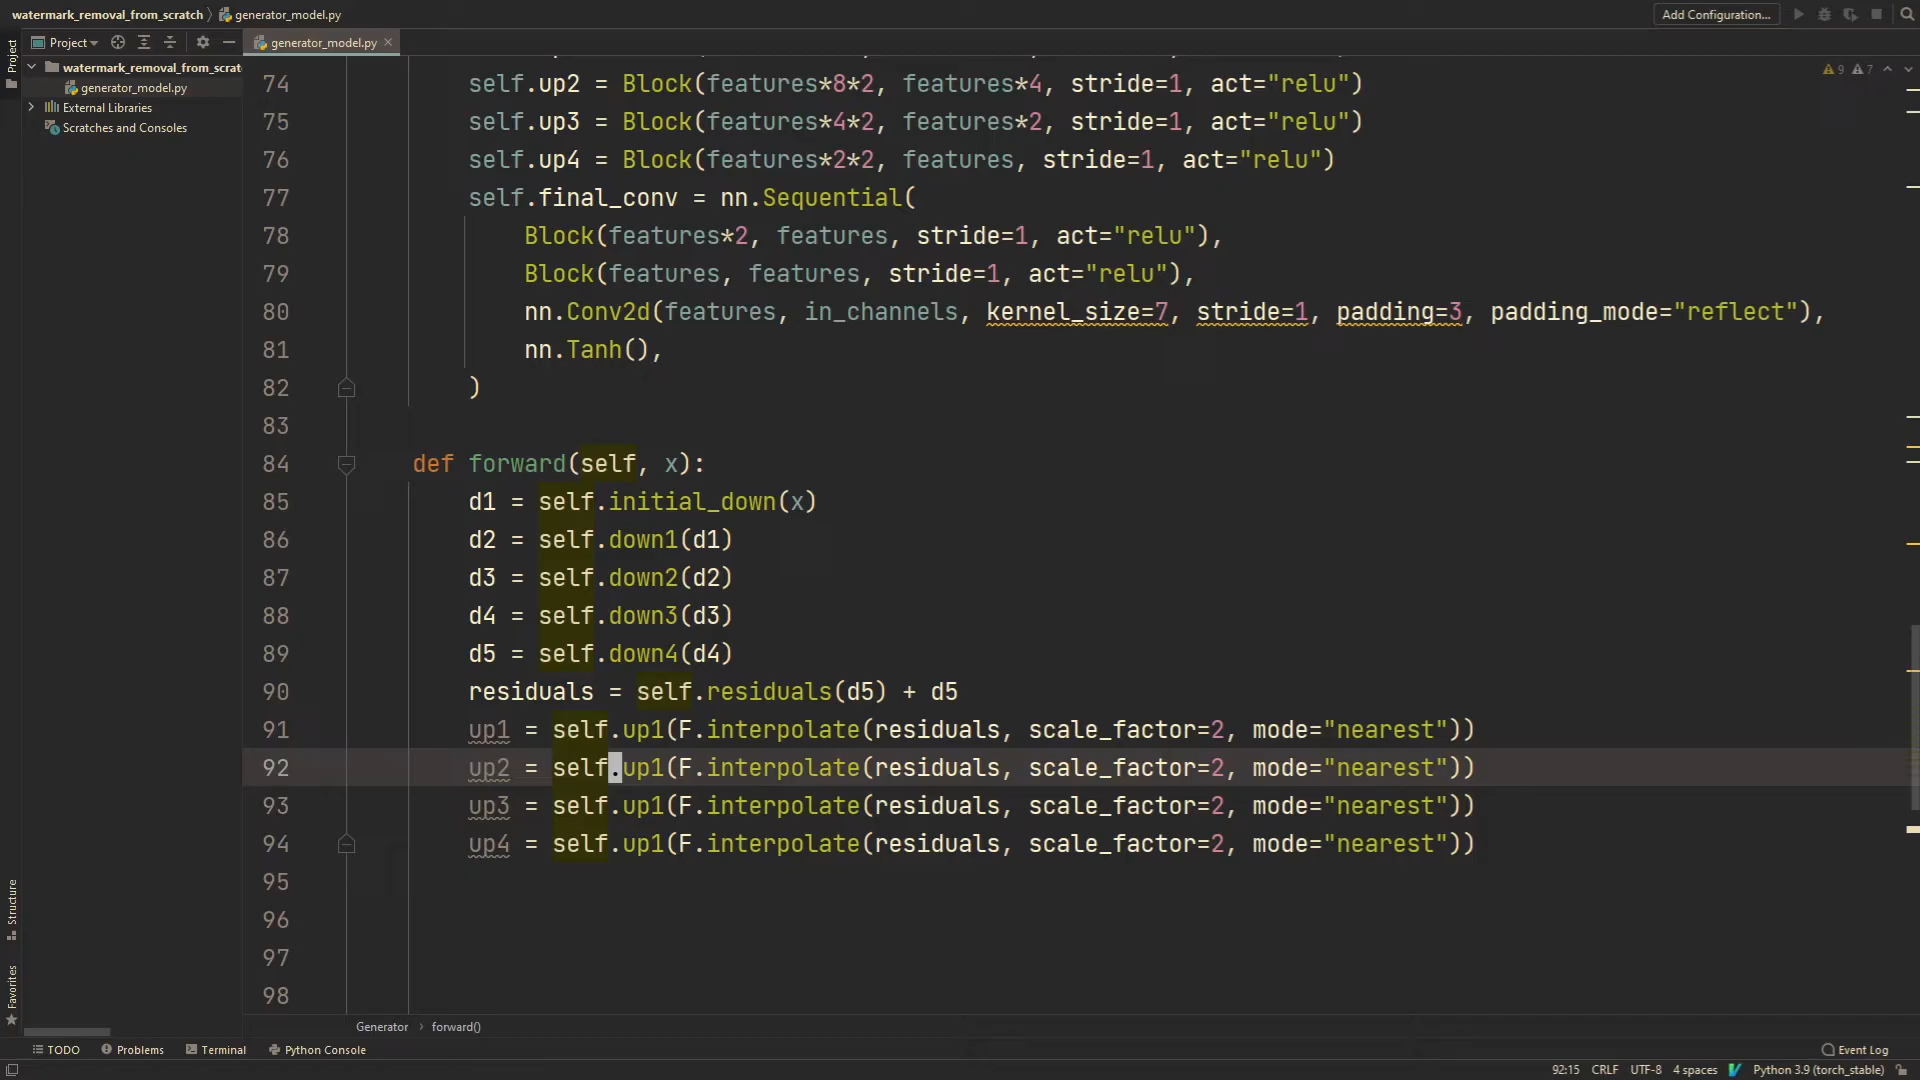 watermark_removal_from_scratch › generator_model.py Add Configuration...
Project generator_model.py
watermark_removal_from_scrat
generator_model.py
External Libraries
Scratches and Consoles
Project
Structure
Favorites
9 7
74 self.up2 = Block(features*8*2, features*4, stride=1, act="relu")
75 self.up3 = Block(features*4*2, features*2, stride=1, act="relu")
76 self.up4 = Block(features*2*2, features, stride=1, act="relu")
77 self.final_conv = nn.Sequential(
78 Block(features*2, features, stride=1, act="relu"),
79 Block(features, features, stride=1, act="relu"),
80 nn.Conv2d(features, in_channels, kernel_size=7, stride=1, padding=3, padding_mode="reflect"),
81 nn.Tanh(),
82 )
83
84 def forward(self, x):
85 d1 = self.initial_down(x)
86 d2 = self.down1(d1)
87 d3 = self.down2(d2)
88 d4 = self.down3(d3)
89 d5 = self.down4(d4)
90 residuals = self.residuals(d5) + d5
91 up1 = self.up1(F.interpolate(residuals, scale_factor=2, mode="nearest"))
92 up2 = self.up1(F.interpolate(residuals, scale_factor=2, mode="nearest"))
93 up3 = self.up1(F.interpolate(residuals, scale_factor=2, mode="nearest"))
94 up4 = self.up1(F.interpolate(residuals, scale_factor=2, mode="nearest"))
95
96
97
98
Generator › forward()
TODO Problems Terminal Python Console Event Log
92:15 CRLF UTF-8 4 spaces Python 3.9 (torch_stable)